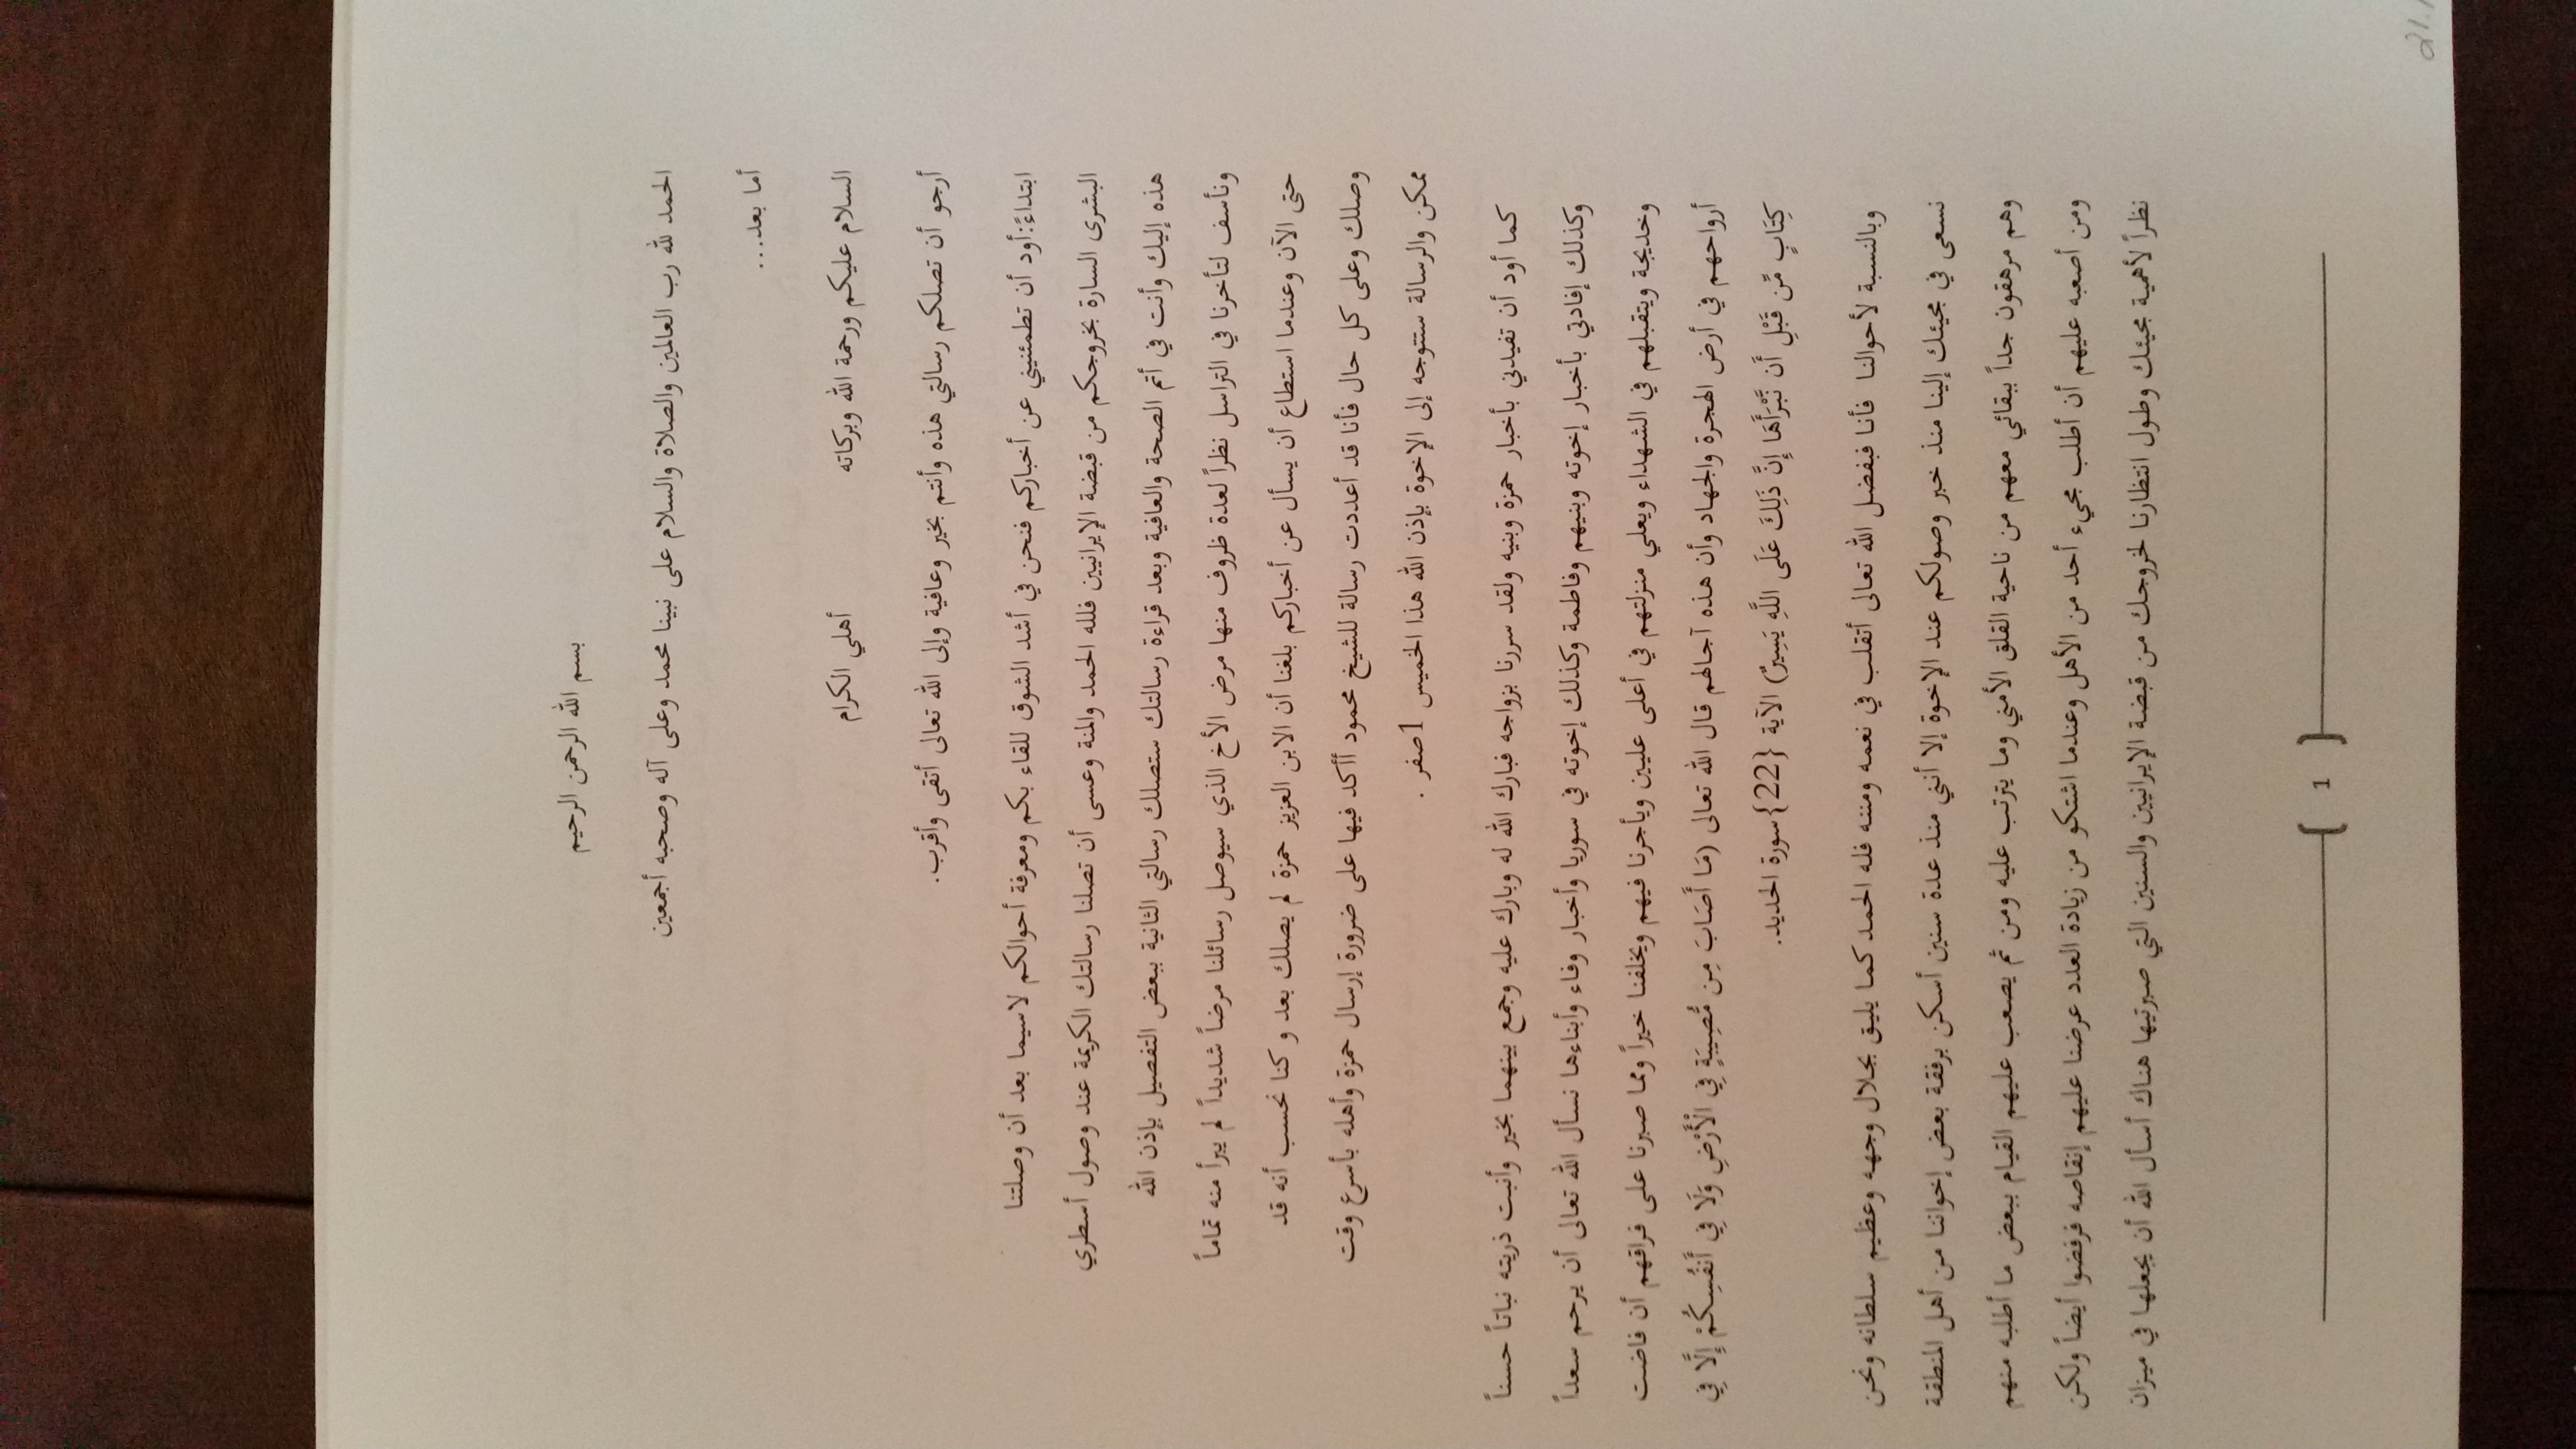 بسم الله الرحمن الرحيم
الحمد لله رب العالمين والصلاة والسلام على نبينا محمد وعلى آله وصحبه أجمعين
أما بعد...
السلام عليكم ورحمة الله وبركاته أهلي الكرام
أرجو أن تصلكم رسالتي هذه وأنتم بخير وعافية وإلى الله تعالى أتقى وأقرب.
ابتداءً: أود أن تطمئنيني عن أخباركم فنحن في أشد الشوق للقاء بكم ومعرفة أحوالكم لاسيما بعد أن وصلتنا
البشرى السارة بخروجكم من قبضة الإيرانيين فلله الحمد والمنة وعسى أن تصلنا رسالتك الكريمة عند وصول أسطري
هذه إليك وأنت في أتم الصحة والعافية وبعد قراءة رسالتك ستصلك رسالتي الثانية ببعض التفصيل بإذن الله
ونأسف لتأخرنا في التراسل نظراً لعدة ظروف منها مرض الأخ الذي سيوصل رسائلنا مرضاً شديداً لم يبرأ منه تماماً
حتى الآن وعندما استطاع أن يسأل عن أخباركم بلغنا أن الابن العزيز حمزة لم يصلك بعد و كنا نحسب أنه قد
وصلك وعلى كل حال فأنا قد أعددت رسالة للشيخ محمود أأكد فيها على ضرورة إرسال حمزة وأهله بأسرع وقت
ممكن والرسالة ستتوجه إلى الإخوة بإذن الله هذا الخميس 1صفر .
كما أود أن تفيدني بأخبار حمزة وبنيه ولقد سررنا بزواجه فبارك الله له وبارك عليه وجمع بينهما بخير وأنبت ذريته نباتاً حسناً
وكذلك إفادتي بأخبار إخوته وبنيهم وفاطمة وكذلك إخوته في سوريا وأخبار وفاء وأبناءها نسأل الله تعالى أن يرحم سعداً
وخديجة ويتقبلهم في الشهداء ويعلي منزلتهم في أعلى عليين ويأجرنا فيهم ويخلفنا خيراً ومما صبرنا على فراقهم أن فاضت
أرواحهم في أرض الهجرة والجهاد وأن هذه آجالهم قال الله تعالى (مَا أَصَابَ مِن مُّصِيبَةٍ فِي الْأَرْضِ وَلَا فِي أَنفُسِكُمْ إِلَّا فِي
كِتَابٍ مِّن قَبْلِ أَن نَّبْرَأَهَا إِنَّ ذَلِكَ عَلَى اللَّهِ يَسِيرٌ) الآية {22}سورة الحديد.
وبالنسبة لأحوالنا فأنا فبفضل الله تعالى أتقلب في نعمه ومننه فله الحمد كما يليق بجلال وجهه وعظيم سلطانه ونحن
نسعى في مجيئك إلينا منذ خبر وصولكم عند الإخوة إلا أنني منذ عدة سنين أسكن برفقة بعض إخواننا من أهل المنطقة
وهم مرهقون جداً ببقائي معهم من ناحية القلق الأمني وما يترتب عليه ومن ثم يصعب عليهم القيام ببعض ما أطلبه منهم
ومن أصعبه عليهم أن أطلب مجيء أحد من الأهل وعندما اشتكو من زيادة العدد عرضنا عليهم إنقاصه فرفضوا أيضاً ولكن
نظراً لأهمية مجيئك وطول انتظارنا لخروجك من قبضة الإيرانيين والسنين التي صبرتيها هناك أسأل الله أن يجعلها في ميزان
1